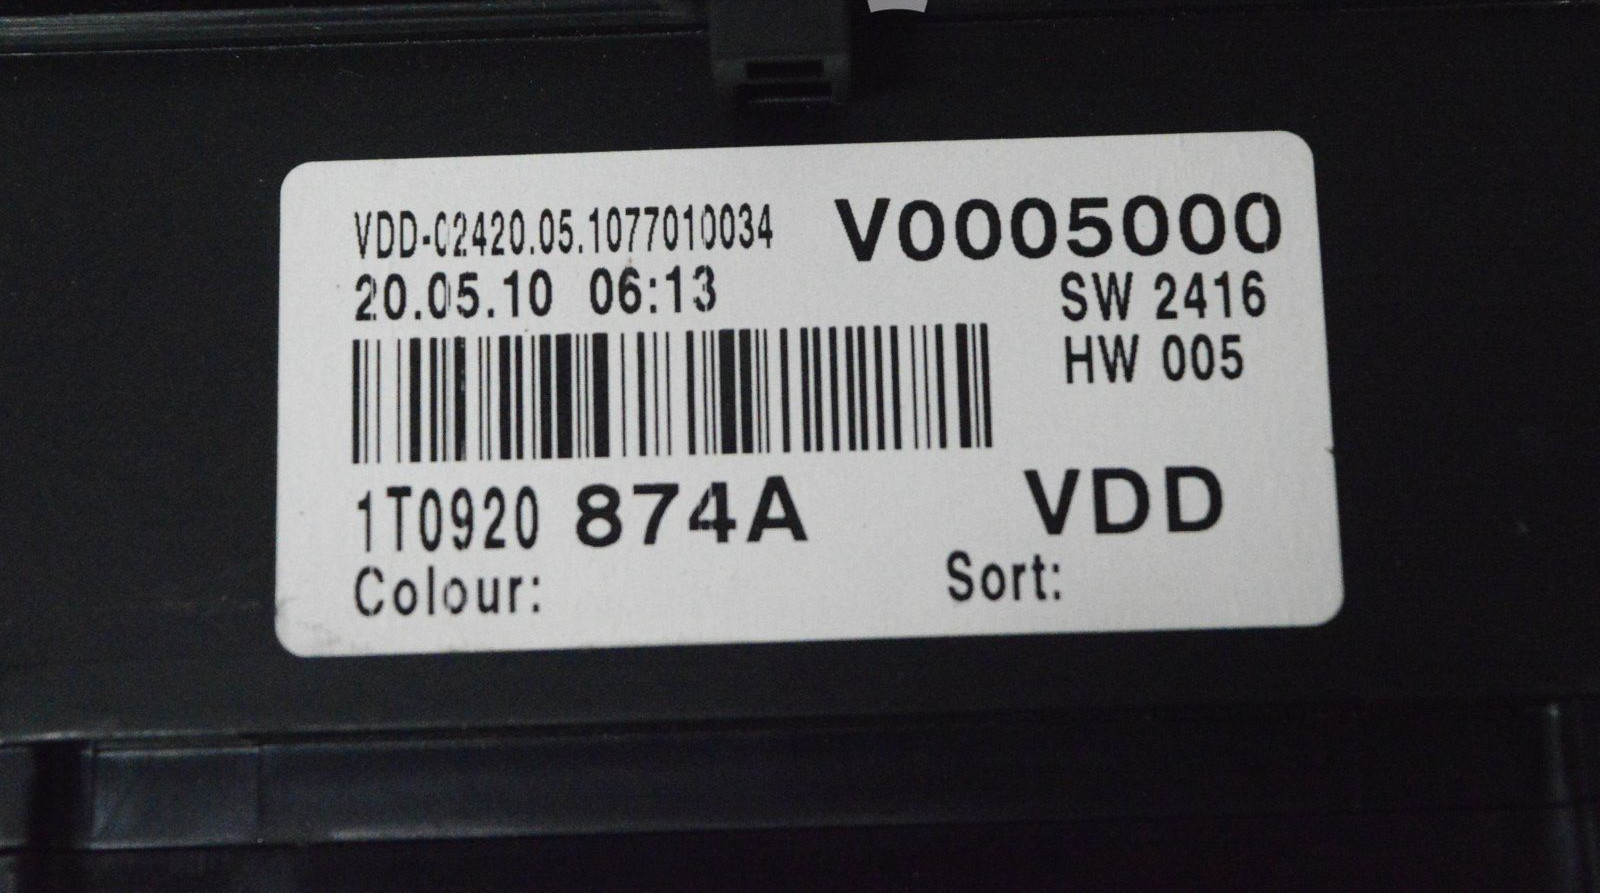 VDD-02420.05.1077010034 V0005000
20.05.10 06:13 SW 2416
HW 005
1T0920 874A VDD
Colour: Sort: